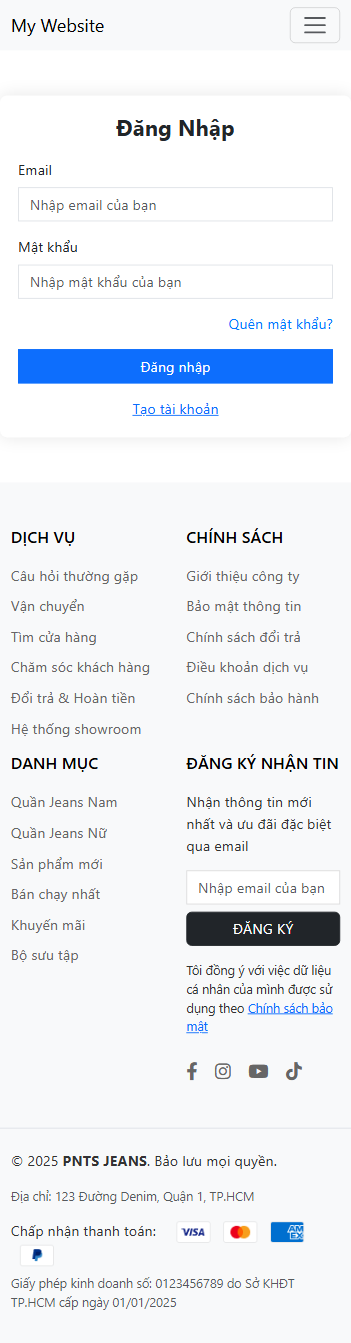 My Website
Đăng Nhập
Email
Nhập email của bạn
Mật khẩu
Nhập mật khẩu của bạn
Quên mật khẩu?
Đăng nhập
Tạo tài khoản
DỊCH VỤ
Câu hỏi thường gặp
Vận chuyển
Tìm cửa hàng
Chăm sóc khách hàng
Đổi trả & Hoàn tiền
Hệ thống showroom
CHÍNH SÁCH
Giới thiệu công ty
Bảo mật thông tin
Chính sách đổi trả
Điều khoản dịch vụ
Chính sách bảo hành
DANH MỤC
Quần Jeans Nam
Quần Jeans Nữ
Sản phẩm mới
Bán chạy nhất
Khuyến mãi
Bộ sưu tập
ĐĂNG KÝ NHẬN TIN
Nhận thông tin mới
nhất và ưu đãi đặc biệt
qua email
Nhập email của bạn
ĐĂNG KÝ
Tôi đồng ý với việc dữ liệu
cá nhân của mình được sử
dụng theo Chính sách bảo
mật
© 2025 PNTS JEANS. Bảo lưu mọi quyền.
Địa chỉ: 123 Đường Denim, Quận 1, TP.HCM
Chấp nhận thanh toán: VISA AM EX
Giấy phép kinh doanh số: 0123456789 do Sở KHĐT
TP.HCM cấp ngày 01/01/2025